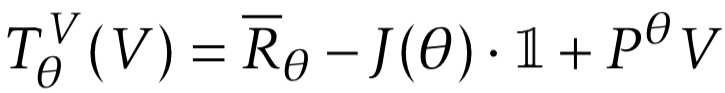 T_θ^V(V) = R̅_θ − J(θ) · 𝟙 + P^θ V